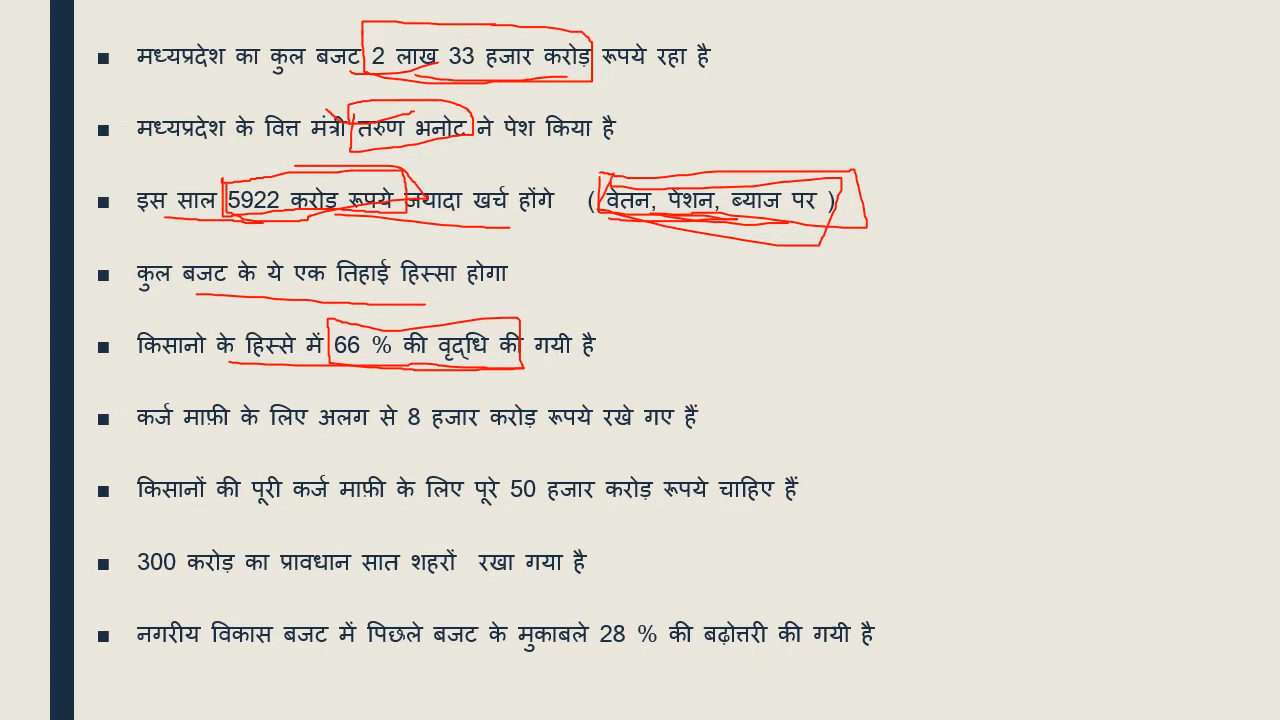 मध्यप्रदेश का कुल बजट 2 लाख 33 हजार करोड़ रूपये रहा है
मध्यप्रदेश के वित्त मंत्री तरुण भनोट ने पेश किया है
इस साल 5922 करोड़ रूपये जयादा खर्च होंगे ( वेतन, पेंशन, ब्याज पर )
कुल बजट के ये एक तिहाई हिस्सा होगा
किसानो के हिस्से में 66 % की वृद्धि की गयी है
कर्ज माफ़ी के लिए अलग से 8 हजार करोड़ रूपये रखे गए हैं
किसानों की पूरी कर्ज माफ़ी के लिए पूरे 50 हजार करोड़ रूपये चाहिए हैं
300 करोड़ का प्रावधान सात शहरों रखा गया है
नगरीय विकास बजट में पिछले बजट के मुकाबले 28 % की बढ़ोत्तरी की गयी है